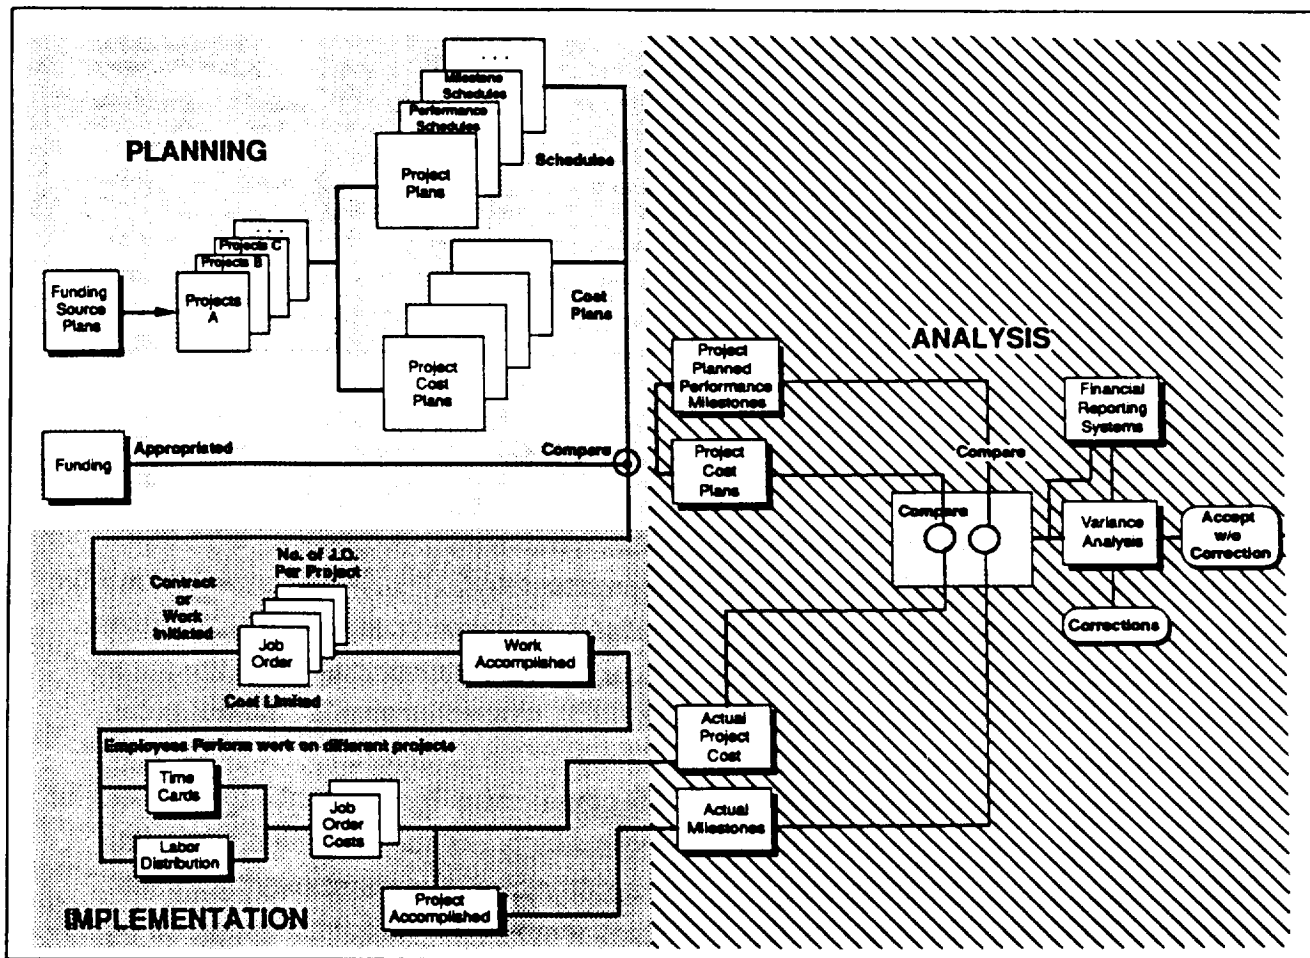 PLANNING
. . .
Milestone
Schedules
Performance
Schedules
Project
Plans
Schedules
. . .
Projects C
Projects B
Projects
A
Funding
Source
Plans
Project
Cost
Plans
Cost
Plans
Funding
Appropriated
Compare
ANALYSIS
Project
Planned
Performance
Milestones
Project
Cost
Plans
Compare
Compare
Financial
Reporting
Systems
Variance
Analysis
Accept
w/o
Correction
Corrections
No. of J.O.
Per Project
Contract
or
Work
Initiated
Job
Order
Cost Limited
Work
Accomplished
Employees Perform work on different projects
Time
Cards
Labor
Distribution
Job
Order
Costs
Project
Accomplished
Actual
Project
Cost
Actual
Milestones
IMPLEMENTATION